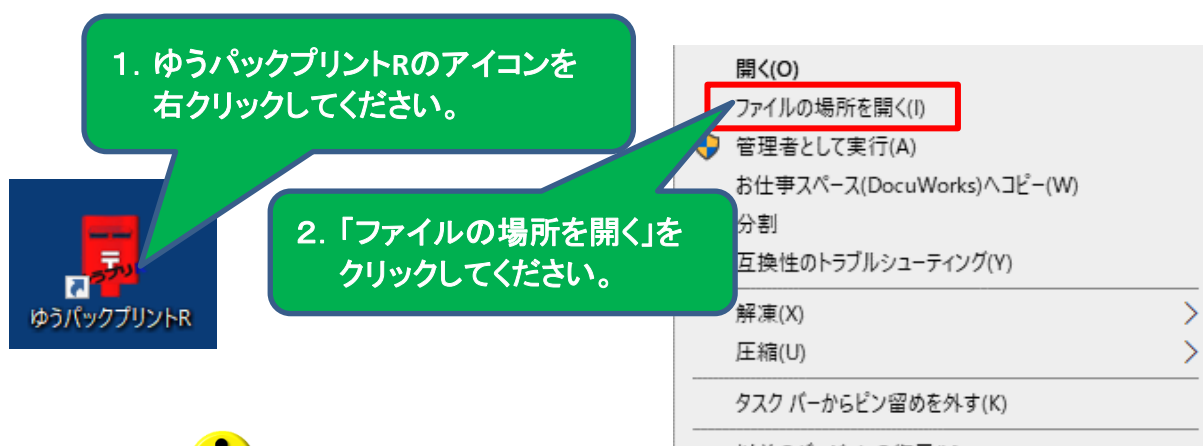 １．ゆうパックプリントRのアイコンを
右クリックしてください。
ゆうパックプリントR
２．「ファイルの場所を開く」を
クリックしてください。
開く(O)
ファイルの場所を開く(I)
管理者として実行(A)
お仕事スペース(DocuWorks)へコピー(W)
分割
互換性のトラブルシューティング(Y)
解凍(X)
圧縮(U)
タスク バーからピン留めを外す(K)